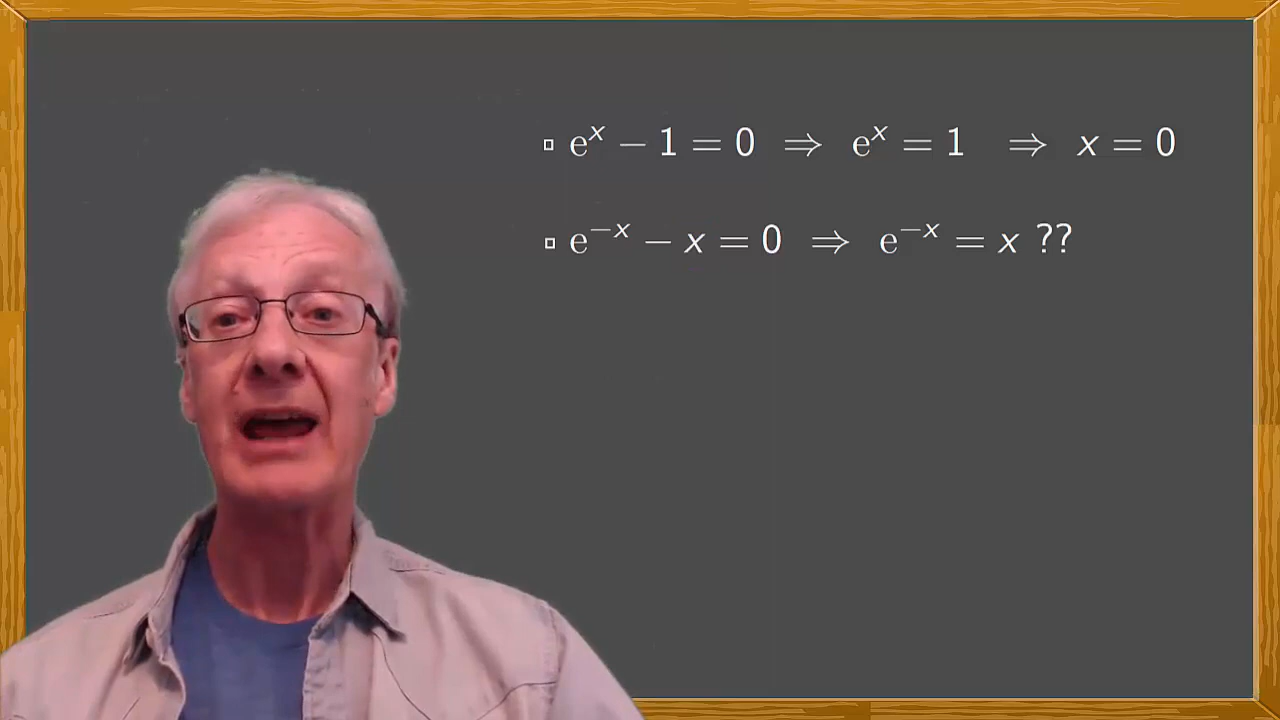 ▫ e^x − 1 = 0 ⇒ e^x = 1 ⇒ x = 0
▫ e^−x − x = 0 ⇒ e^−x = x ??